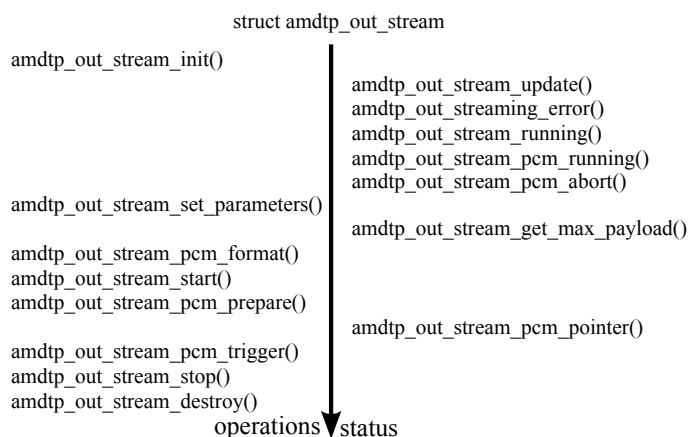 struct amdtp_out_stream
amdtp_out_stream_init()
amdtp_out_stream_update()
amdtp_out_streaming_error()
amdtp_out_stream_running()
amdtp_out_stream_pcm_running()
amdtp_out_stream_pcm_abort()
amdtp_out_stream_set_parameters()
amdtp_out_stream_get_max_payload()
amdtp_out_stream_pcm_format()
amdtp_out_stream_start()
amdtp_out_stream_pcm_prepare()
amdtp_out_stream_pcm_pointer()
amdtp_out_stream_pcm_trigger()
amdtp_out_stream_stop()
amdtp_out_stream_destroy()
operations status